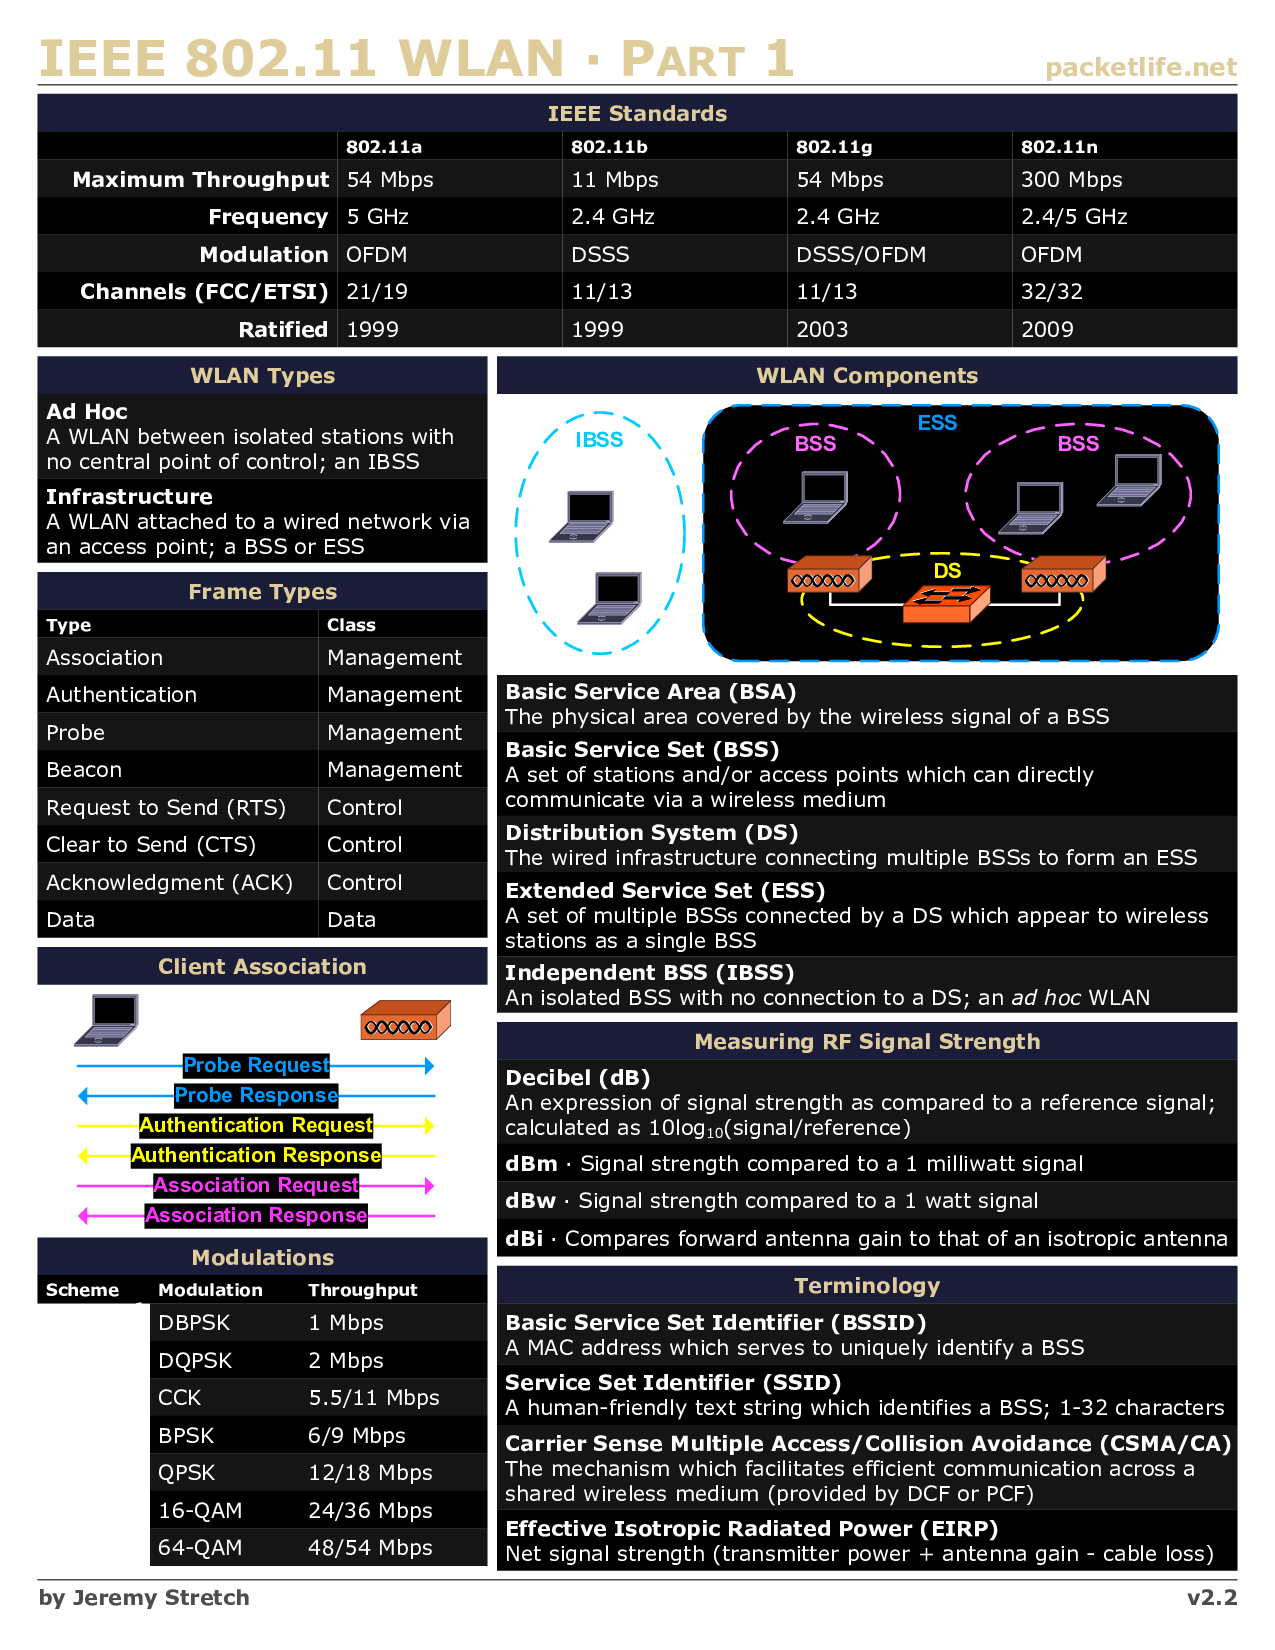 IEEE 802.11 WLAN · PART 1
packetlife.net
IEEE Standards
802.11a 802.11b 802.11g 802.11n
Maximum Throughput 54 Mbps 11 Mbps 54 Mbps 300 Mbps
Frequency 5 GHz 2.4 GHz 2.4 GHz 2.4/5 GHz
Modulation OFDM DSSS DSSS/OFDM OFDM
Channels (FCC/ETSI) 21/19 11/13 11/13 32/32
Ratified 1999 1999 2003 2009
WLAN Types
Ad Hoc
A WLAN between isolated stations with
no central point of control; an IBSS
Infrastructure
A WLAN attached to a wired network via
an access point; a BSS or ESS
Frame Types
Type Class
Association Management
Authentication Management
Probe Management
Beacon Management
Request to Send (RTS) Control
Clear to Send (CTS) Control
Acknowledgment (ACK) Control
Data Data
Client Association
Probe Request
Probe Response
Authentication Request
Authentication Response
Association Request
Association Response
Modulations
Scheme Modulation Throughput
DBPSK 1 Mbps
DQPSK 2 Mbps
CCK 5.5/11 Mbps
BPSK 6/9 Mbps
QPSK 12/18 Mbps
16-QAM 24/36 Mbps
64-QAM 48/54 Mbps
WLAN Components
IBSS
ESS
BSS
BSS
DS
Basic Service Area (BSA)
The physical area covered by the wireless signal of a BSS
Basic Service Set (BSS)
A set of stations and/or access points which can directly
communicate via a wireless medium
Distribution System (DS)
The wired infrastructure connecting multiple BSSs to form an ESS
Extended Service Set (ESS)
A set of multiple BSSs connected by a DS which appear to wireless
stations as a single BSS
Independent BSS (IBSS)
An isolated BSS with no connection to a DS; an ad hoc WLAN
Measuring RF Signal Strength
Decibel (dB)
An expression of signal strength as compared to a reference signal;
calculated as 10log₁₀(signal/reference)
dBm · Signal strength compared to a 1 milliwatt signal
dBw · Signal strength compared to a 1 watt signal
dBi · Compares forward antenna gain to that of an isotropic antenna
Terminology
Basic Service Set Identifier (BSSID)
A MAC address which serves to uniquely identify a BSS
Service Set Identifier (SSID)
A human-friendly text string which identifies a BSS; 1-32 characters
Carrier Sense Multiple Access/Collision Avoidance (CSMA/CA)
The mechanism which facilitates efficient communication across a
shared wireless medium (provided by DCF or PCF)
Effective Isotropic Radiated Power (EIRP)
Net signal strength (transmitter power + antenna gain - cable loss)
by Jeremy Stretch
v2.2